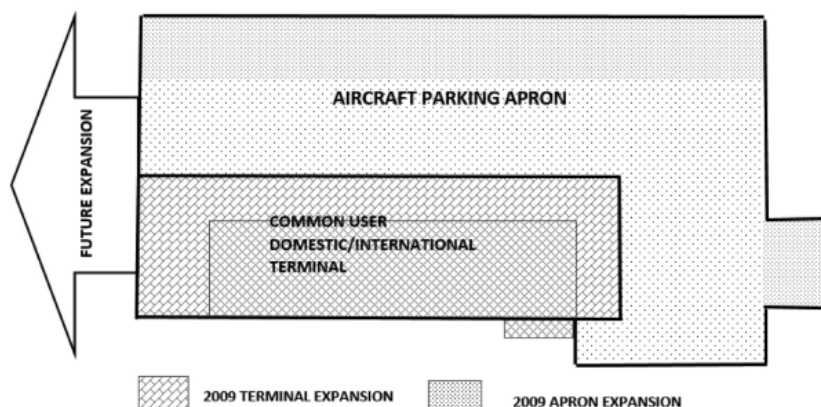 AIRCRAFT PARKING APRON
FUTURE EXPANSION
COMMON USER
DOMESTIC/INTERNATIONAL
TERMINAL
2009 TERMINAL EXPANSION
2009 APRON EXPANSION